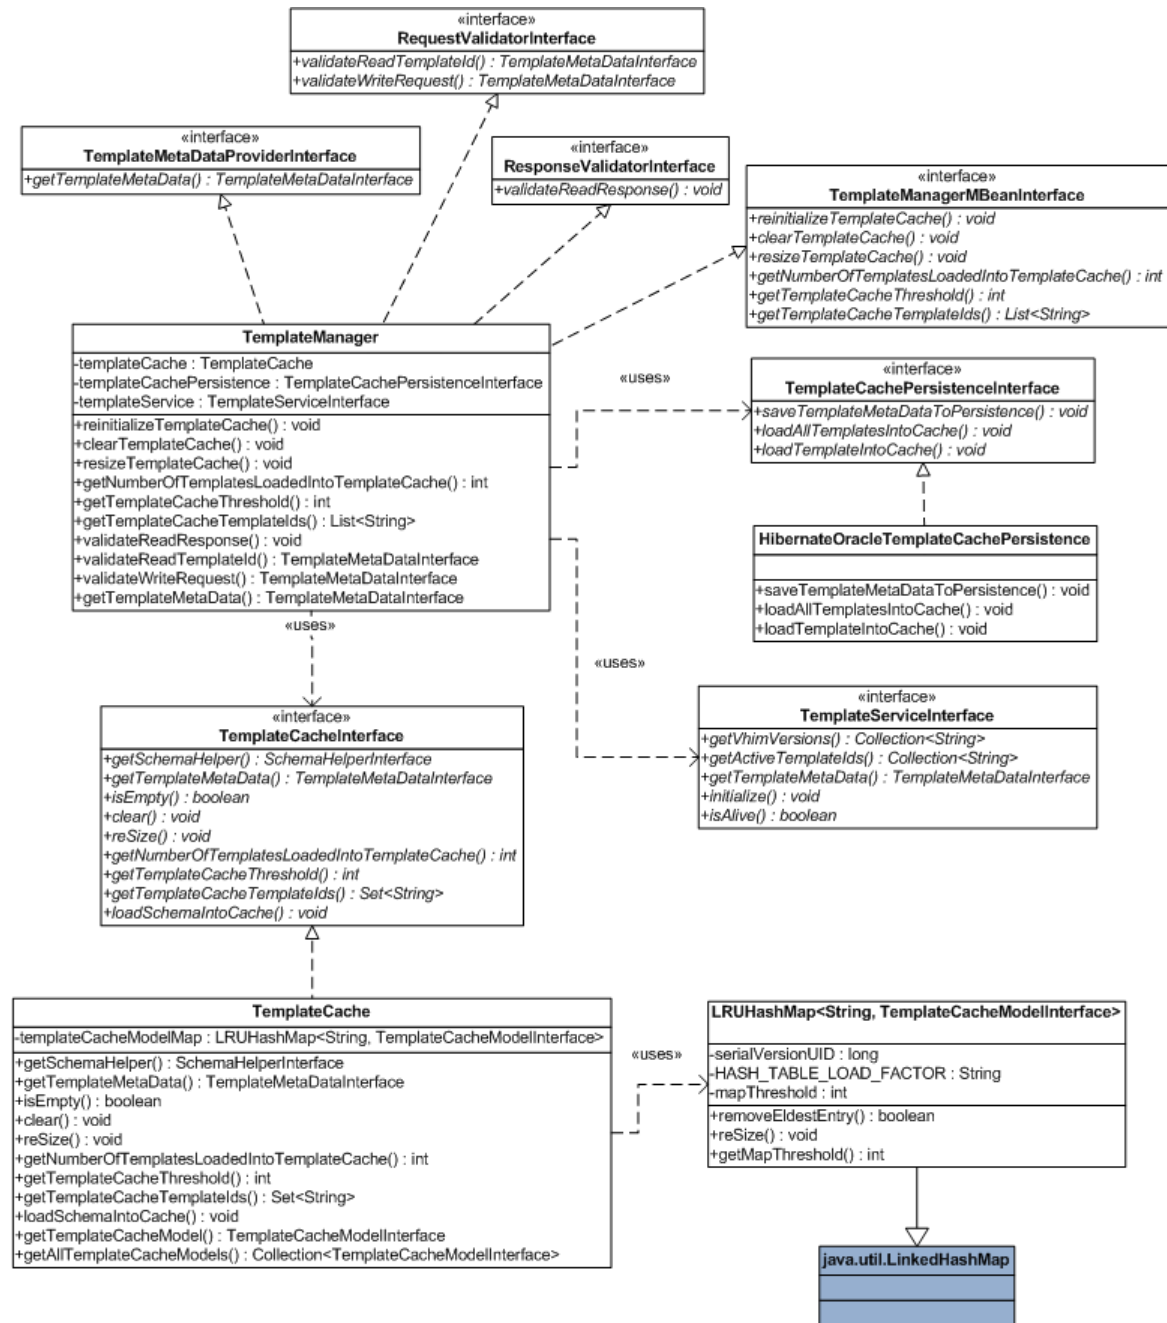 «interface»
RequestValidatorInterface
+validateReadTemplateId() : TemplateMetaDataInterface
+validateWriteRequest() : TemplateMetaDataInterface
«interface»
TemplateMetaDataProviderInterface
+getTemplateMetaData() : TemplateMetaDataInterface
«interface»
ResponseValidatorInterface
+validateReadResponse() : void
«interface»
TemplateManagerMBeanInterface
+reinitializeTemplateCache() : void
+clearTemplateCache() : void
+resizeTemplateCache() : void
+getNumberOfTemplatesLoadedIntoTemplateCache() : int
+getTemplateCacheThreshold() : int
+getTemplateCacheTemplateIds() : List<String>
TemplateManager
-templateCache : TemplateCache
-templateCachePersistence : TemplateCachePersistenceInterface
-templateService : TemplateServiceInterface
+reinitializeTemplateCache() : void
+clearTemplateCache() : void
+resizeTemplateCache() : void
+getNumberOfTemplatesLoadedIntoTemplateCache() : int
+getTemplateCacheThreshold() : int
+getTemplateCacheTemplateIds() : List<String>
+validateReadResponse() : void
+validateReadTemplateId() : TemplateMetaDataInterface
+validateWriteRequest() : TemplateMetaDataInterface
+getTemplateMetaData() : TemplateMetaDataInterface
«uses»
«interface»
TemplateCachePersistenceInterface
+saveTemplateMetaDataToPersistence() : void
+loadAllTemplatesIntoCache() : void
+loadTemplateIntoCache() : void
HibernateOracleTemplateCachePersistence
+saveTemplateMetaDataToPersistence() : void
+loadAllTemplatesIntoCache() : void
+loadTemplateIntoCache() : void
«uses»
«uses»
«interface»
TemplateServiceInterface
+getVhimVersions() : Collection<String>
+getActiveTemplateIds() : Collection<String>
+getTemplateMetaData() : TemplateMetaDataInterface
+initialize() : void
+isAlive() : boolean
«interface»
TemplateCacheInterface
+getSchemaHelper() : SchemaHelperInterface
+getTemplateMetaData() : TemplateMetaDataInterface
+isEmpty() : boolean
+clear() : void
+reSize() : void
+getNumberOfTemplatesLoadedIntoTemplateCache() : int
+getTemplateCacheThreshold() : int
+getTemplateCacheTemplateIds() : Set<String>
+loadSchemaIntoCache() : void
TemplateCache
-templateCacheModelMap : LRUHashMap<String, TemplateCacheModelInterface>
+getSchemaHelper() : SchemaHelperInterface
+getTemplateMetaData() : TemplateMetaDataInterface
+isEmpty() : boolean
+clear() : void
+reSize() : void
+getNumberOfTemplatesLoadedIntoTemplateCache() : int
+getTemplateCacheThreshold() : int
+getTemplateCacheTemplateIds() : Set<String>
+loadSchemaIntoCache() : void
+getTemplateCacheModel() : TemplateCacheModelInterface
+getAllTemplateCacheModels() : Collection<TemplateCacheModelInterface>
«uses»
LRUHashMap<String, TemplateCacheModelInterface>
-serialVersionUID : long
-HASH_TABLE_LOAD_FACTOR : String
-mapThreshold : int
+removeEldestEntry() : boolean
+reSize() : void
+getMapThreshold() : int
java.util.LinkedHashMap